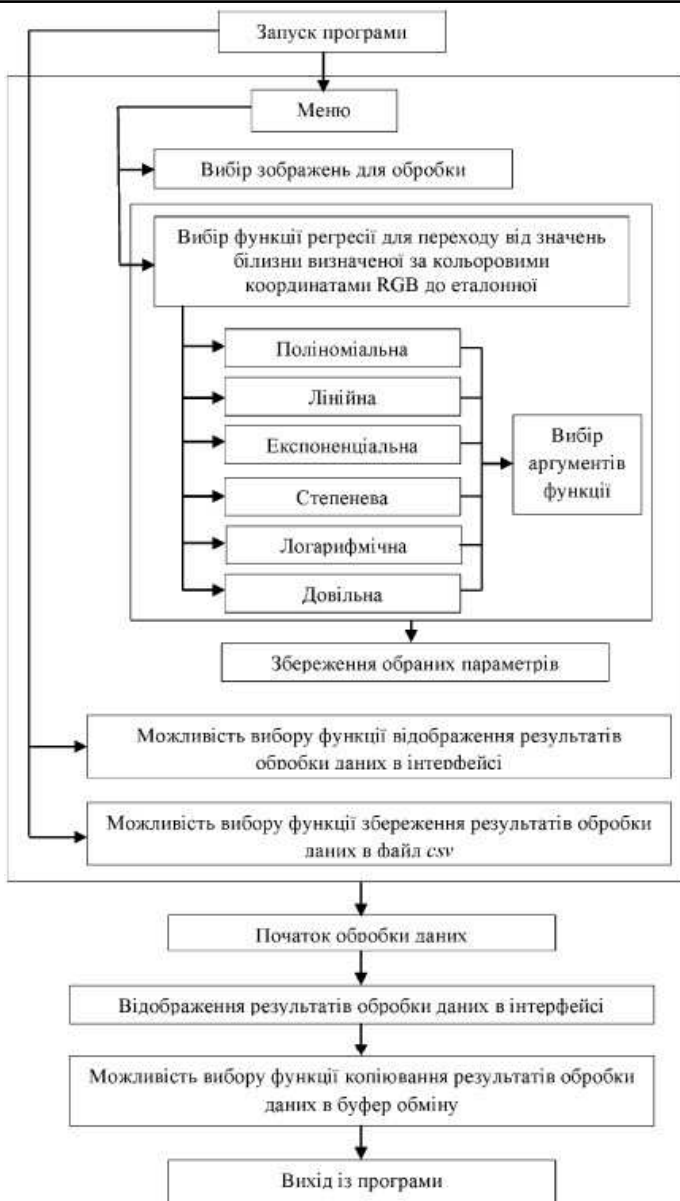 Запуск програми
Меню
Вибір зображень для обробки
Вибір функції регресії для переходу від значень
білизни визначеної за кольоровими
координатами RGB до еталонної
Поліноміальна
Лінійна
Експоненціальна
Степенева
Логарифмічна
Довільна
Вибір
аргументів
функції
Збереження обраних параметрів
Можливість вибору функції відображення результатів
обробки даних в інтерфейсі
Можливість вибору функції збереження результатів обробки
даних в файл csv
Початок обробки даних
Відображення результатів обробки даних в інтерфейсі
Можливість вибору функції копіювання результатів обробки
даних в буфер обміну
Вихід із програми